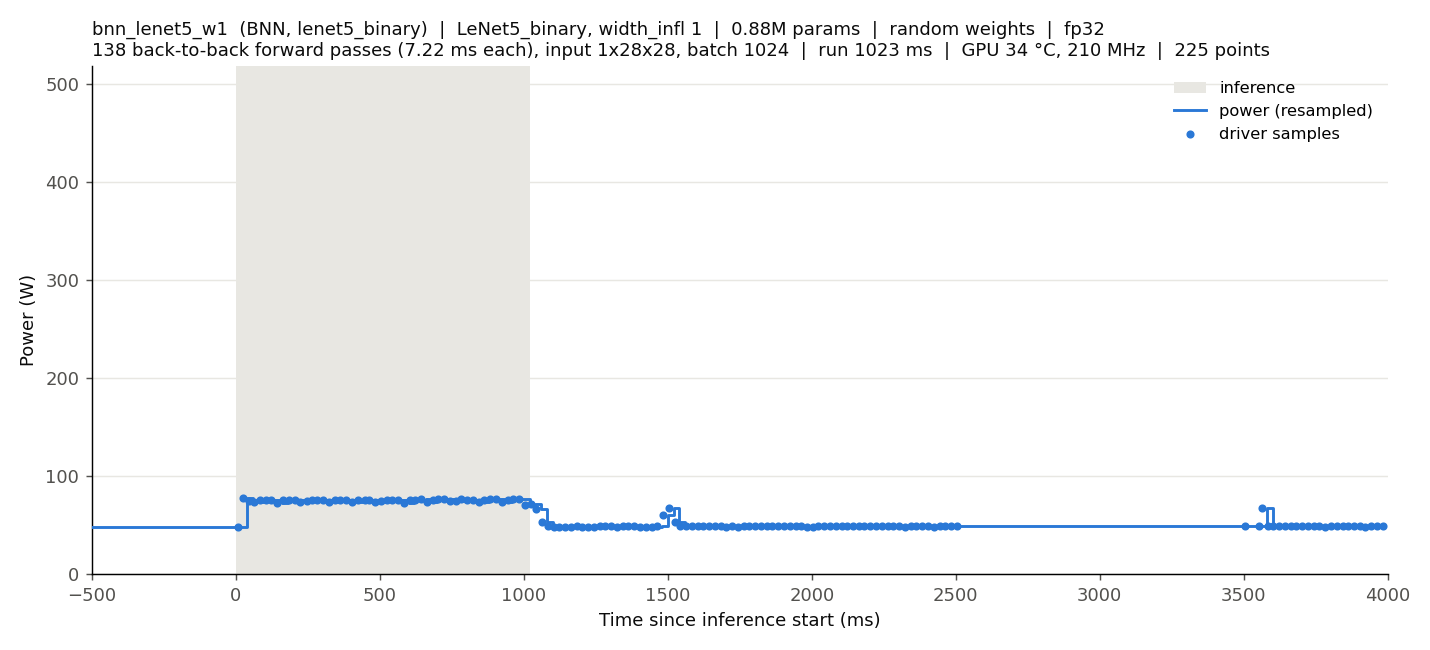 bnn_lenet5_w1  (BNN, lenet5_binary)  |  LeNet5_binary, width_infl 1  |  0.88M params  |  random weights  |  fp32
138 back-to-back forward passes (7.22 ms each), input 1x28x28, batch 1024  |  run 1023 ms  |  GPU 34 °C, 210 MHz  |  225 points
inference
power (resampled)
driver samples
500
400
300
200
100
0
Power (W)
−500
0
500
1000
1500
2000
2500
3000
3500
4000
Time since inference start (ms)